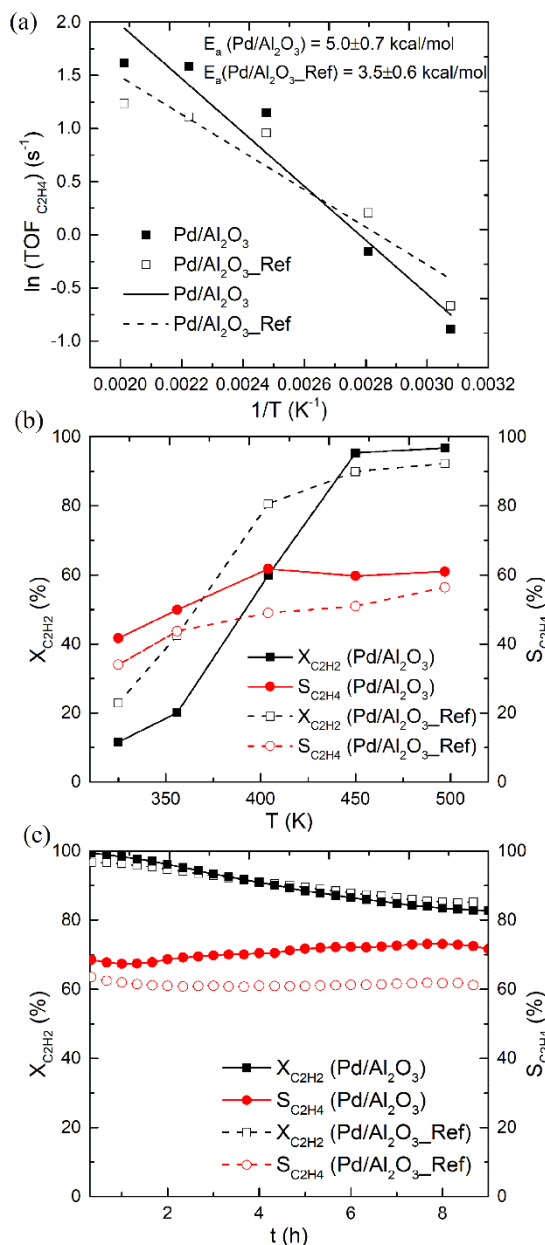 (a)
E_a (Pd/Al₂O₃) = 5.0±0.7 kcal/mol
E_a(Pd/Al₂O₃_Ref) = 3.5±0.6 kcal/mol
ln (TOF C2H4) (s⁻¹)
2.0
1.5
1.0
0.5
0.0
-0.5
-1.0
Pd/Al₂O₃
Pd/Al₂O₃_Ref
Pd/Al₂O₃
Pd/Al₂O₃_Ref
0.0020 0.0022 0.0024 0.0026 0.0028 0.0030 0.0032
1/T (K⁻¹)
(b)
X_C2H2 (%)
100
80
60
40
20
0
S_C2H4 (%)
100
80
60
40
20
0
X_C2H2 (Pd/Al₂O₃)
S_C2H4 (Pd/Al₂O₃)
X_C2H2 (Pd/Al₂O₃_Ref)
S_C2H4 (Pd/Al₂O₃_Ref)
350 400 450 500
T (K)
(c)
X_C2H2 (%)
100
80
60
40
20
0
S_C2H4 (%)
100
80
60
40
20
0
X_C2H2 (Pd/Al₂O₃)
S_C2H4 (Pd/Al₂O₃)
X_C2H2 (Pd/Al₂O₃_Ref)
S_C2H4 (Pd/Al₂O₃_Ref)
2 4 6 8
t (h)